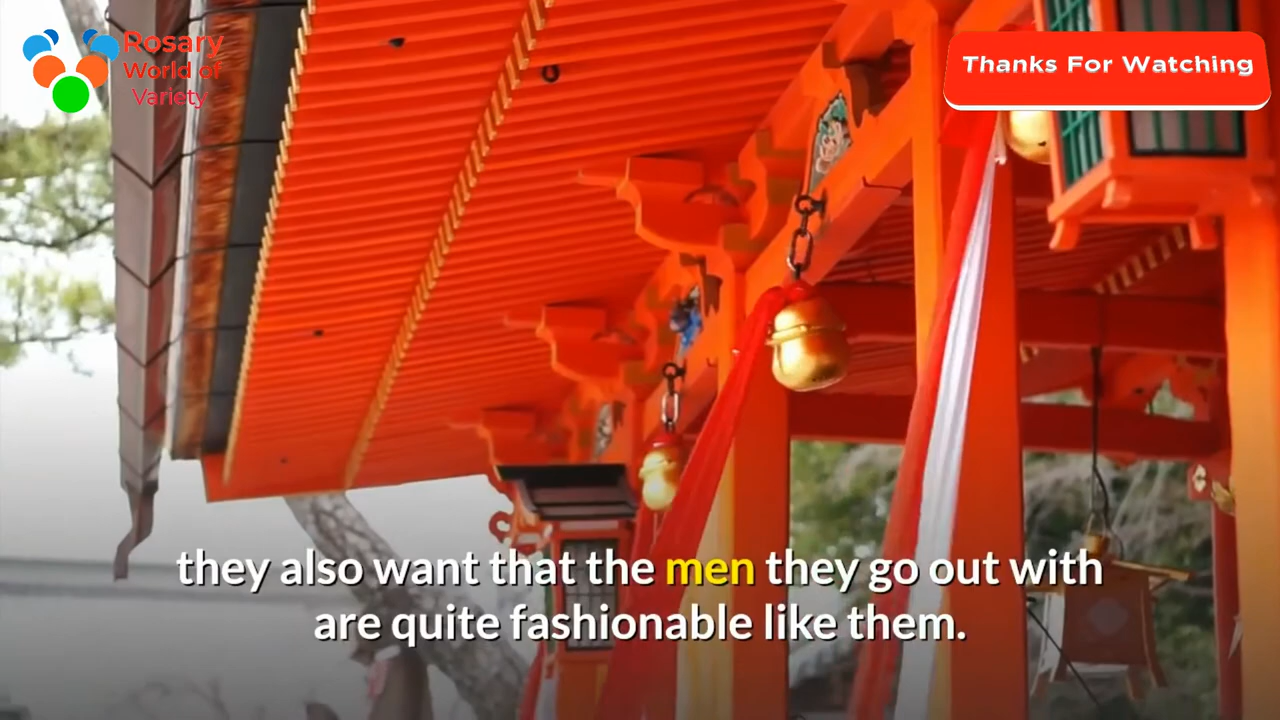 Rosary
World of
Variety
Thanks For Watching
they also want that the men they go out with
are quite fashionable like them.